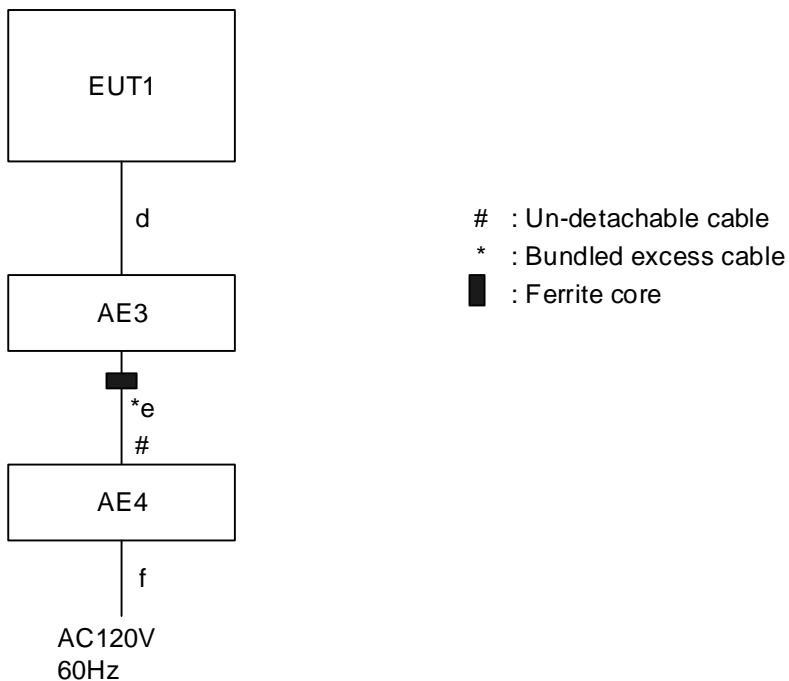 EUT1
d
# : Un-detachable cable
* : Bundled excess cable
: Ferrite core
AE3
*e
#
AE4
f
AC120V
60Hz